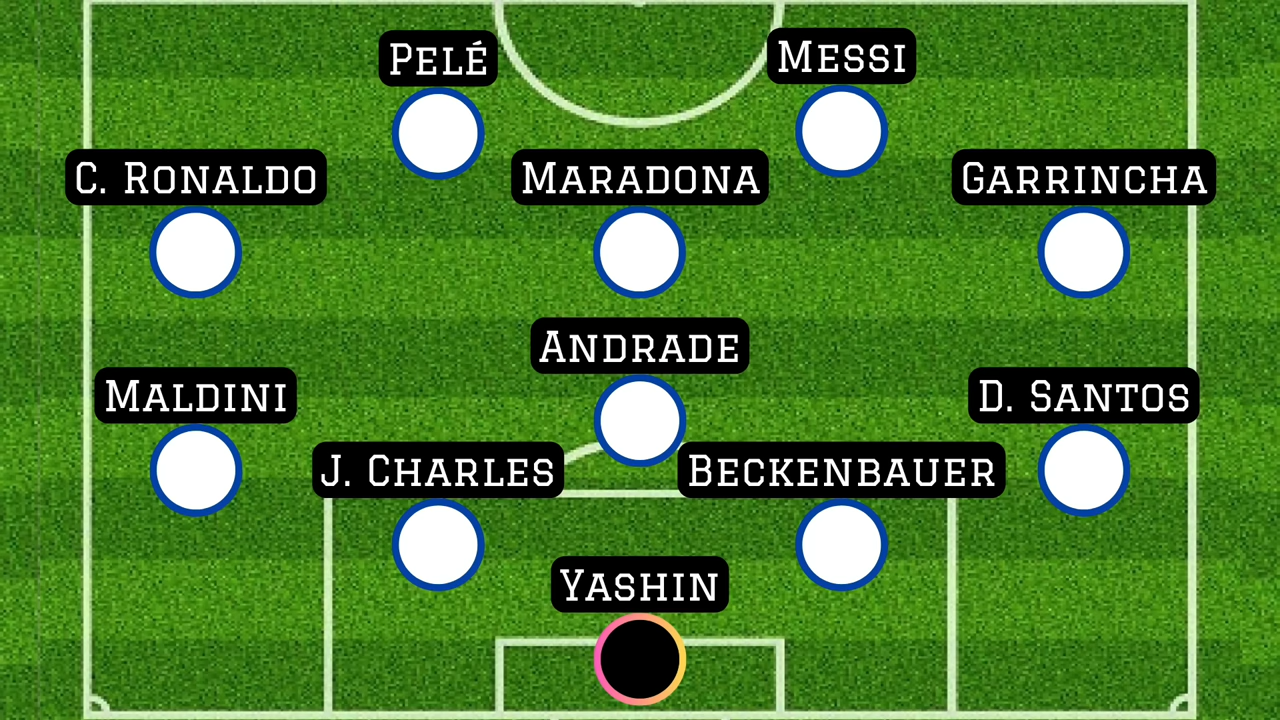 Pelé
Messi
C. Ronaldo
Maradona
Garrincha
Andrade
Maldini
D. Santos
J. Charles
Beckenbauer
Yashin